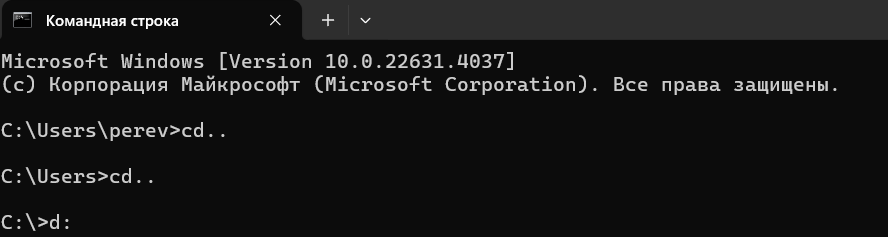 Командная строка
Microsoft Windows [Version 10.0.22631.4037]
(c) Корпорация Майкрософт (Microsoft Corporation). Все права защищены.
C:\Users\perev>cd..
C:\Users>cd..
C:\>d: